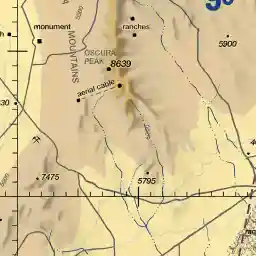 monument
ranches
5900
MOUNTAINS
OSCURA
PEAK
8639
aerial cable
7475
5795